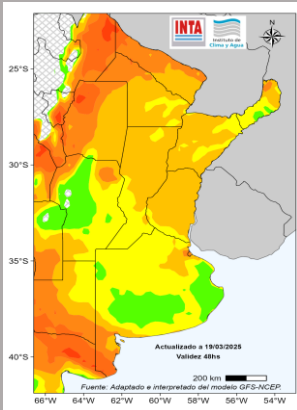 INTA
Instituto de
Clima y Agua
N
25°S
30°S
35°S
40°S
Actualizado a 19/03/2025
Validez 48hs
200 km
Fuente: Adaptado e interpretado del modelo GFS-NCEP.
66°W 64°W 62°W 60°W 58°W 56°W 54°W